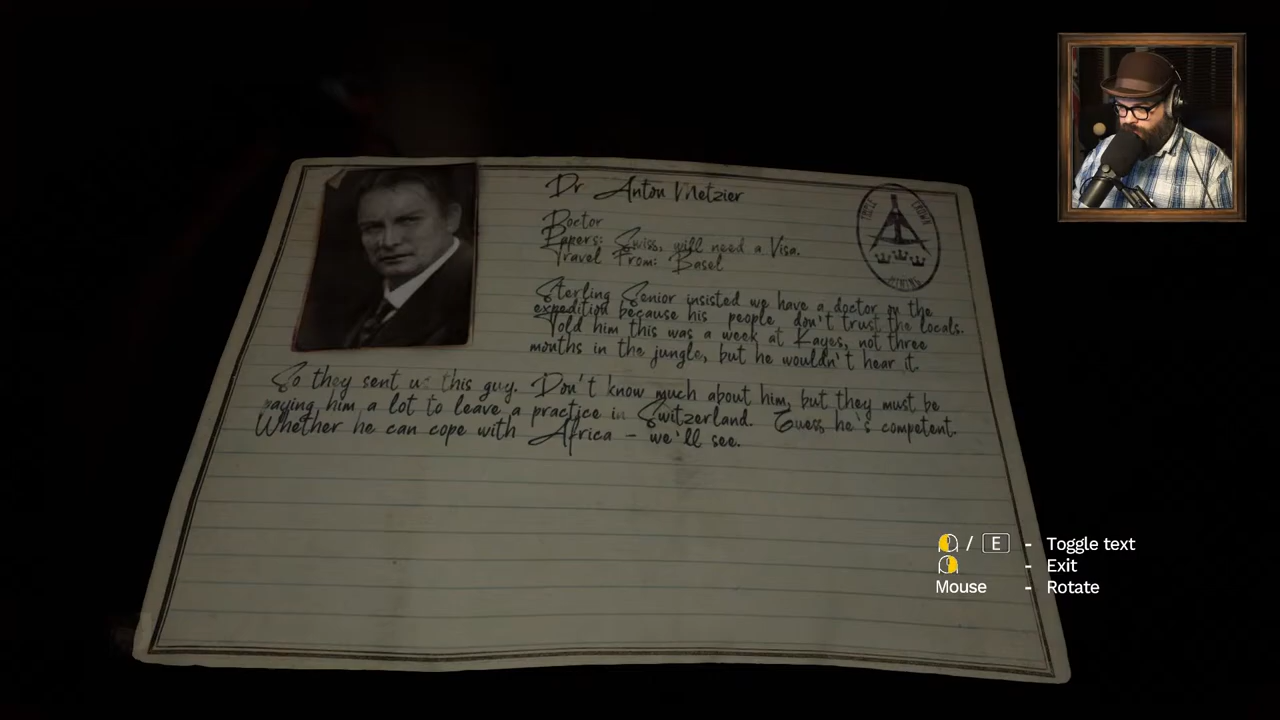 Dr Anton Metzier
Doctor
Papers: Swiss, will need a Visa.
Travel From: Basel
Sterling Senior insisted we have a doctor on the
expedition because his people don't trust the locals.
Told him this was a week at Kayes, not three
months in the jungle, but he wouldn't hear it.
So they sent us this guy. Don't know much about him, but they must be
paying him a lot to leave a practice in Switzerland. Guess he's competent.
Whether he can cope with Africa - we'll see.
CROWN
MINING
/ E - Toggle text
- Exit
Mouse - Rotate